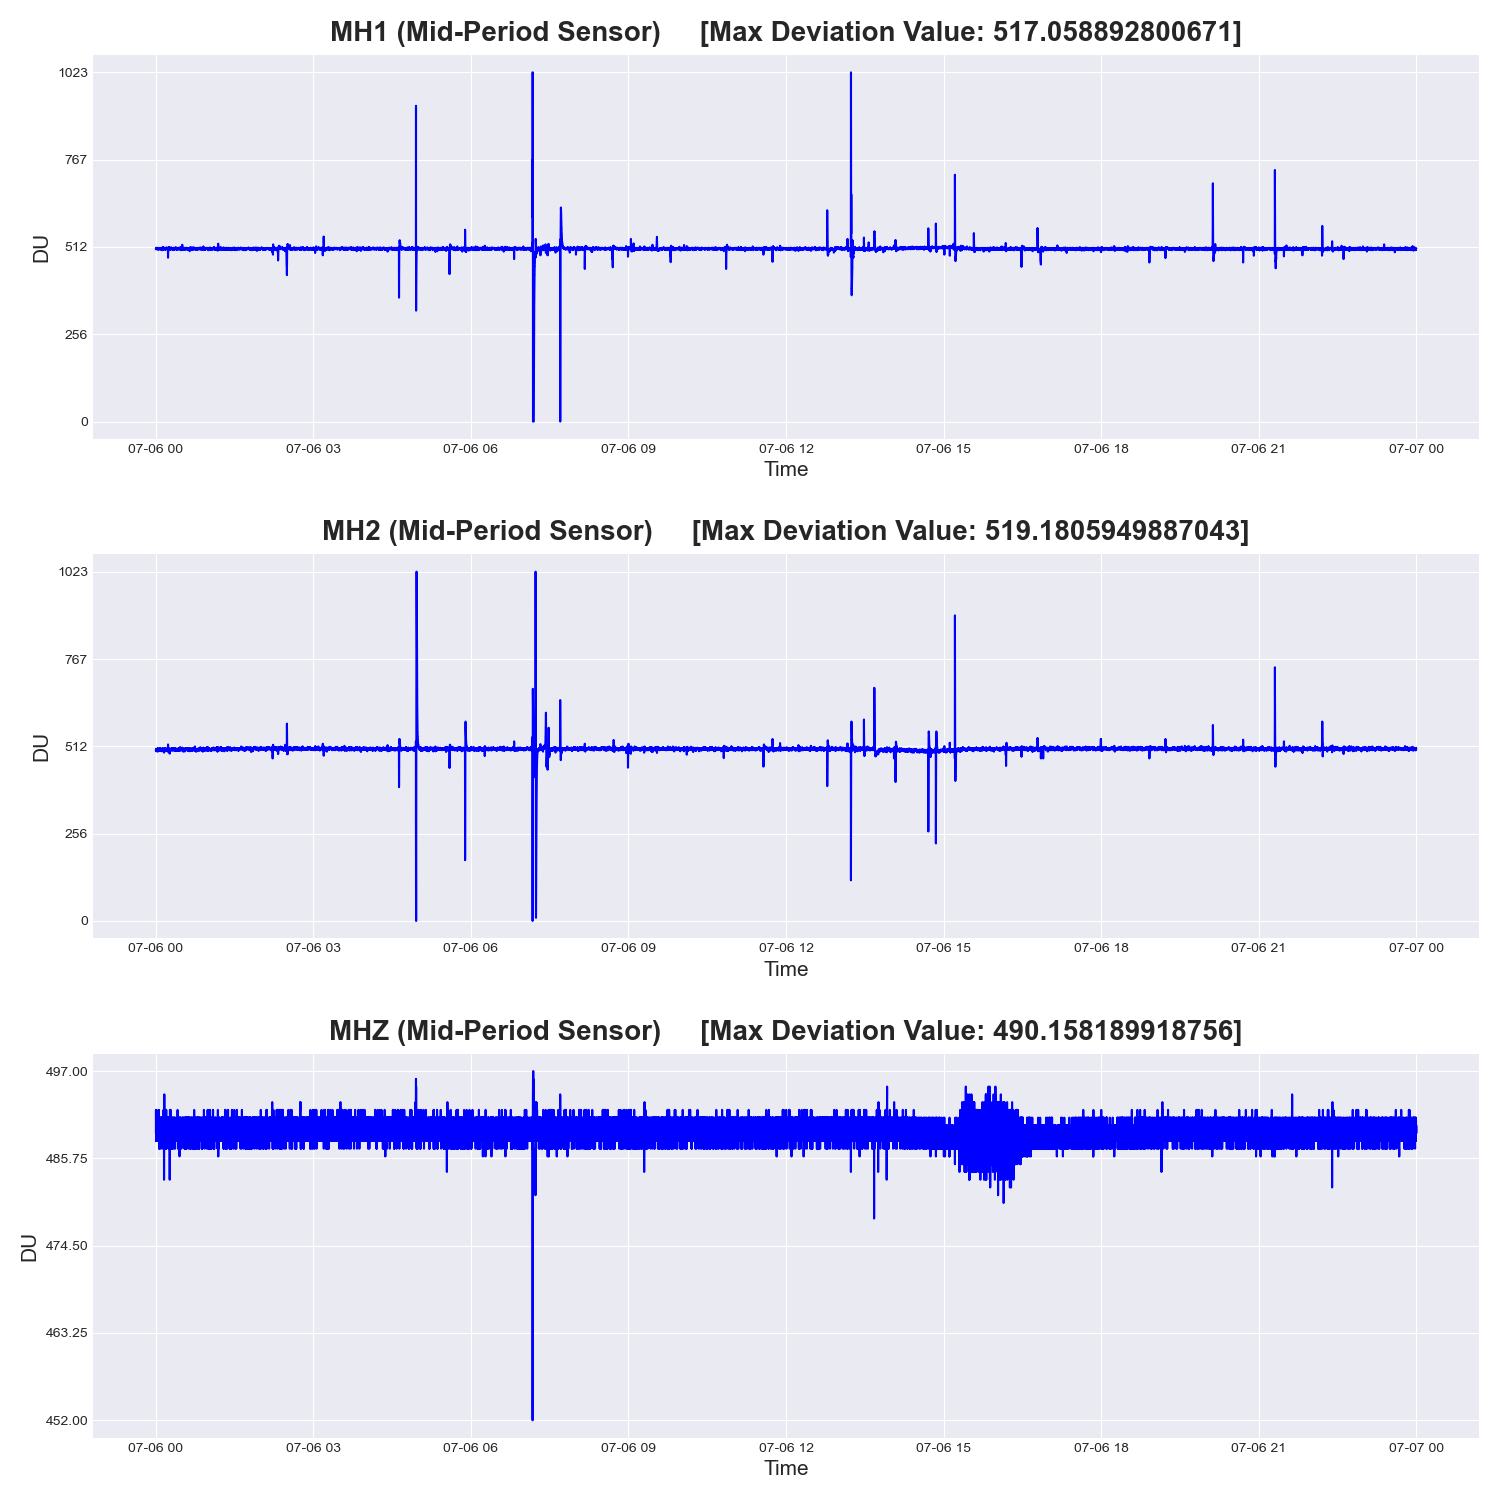 MH1 (Mid-Period Sensor) [Max Deviation Value: 517.058892800671]
1023
767
512
256
0
DU
07-06 00 07-06 03 07-06 06 07-06 09 07-06 12 07-06 15 07-06 18 07-06 21 07-07 00
Time
MH2 (Mid-Period Sensor) [Max Deviation Value: 519.1805949887043]
1023
767
512
256
0
DU
07-06 00 07-06 03 07-06 06 07-06 09 07-06 12 07-06 15 07-06 18 07-06 21 07-07 00
Time
MHZ (Mid-Period Sensor) [Max Deviation Value: 490.158189918756]
497.00
485.75
474.50
463.25
452.00
DU
07-06 00 07-06 03 07-06 06 07-06 09 07-06 12 07-06 15 07-06 18 07-06 21 07-07 00
Time